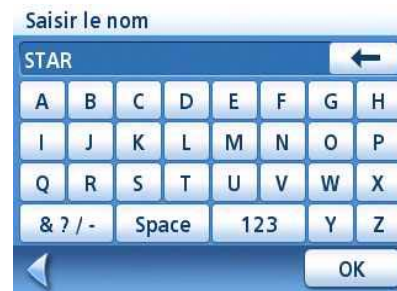 Saisir le nom
STAR
A B C D E F G H
I J K L M N O P
Q R S T U V W X
& ? / - Space 123 Y Z
OK